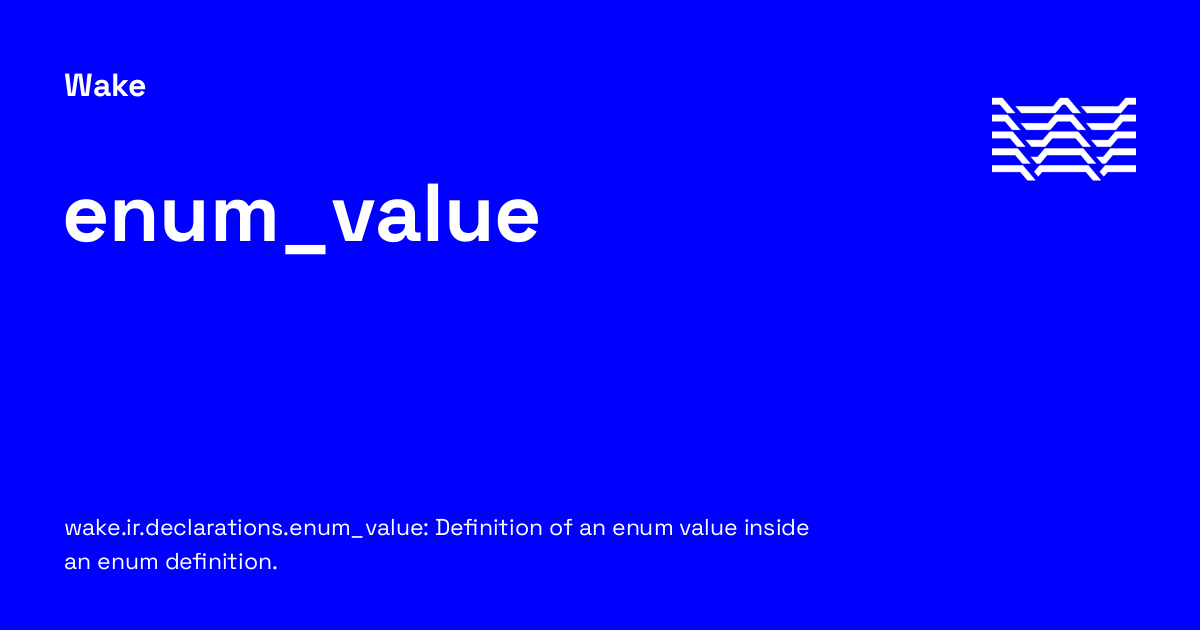 Wake
enum_value
wake.ir.declarations.enum_value: Definition of an enum value inside
an enum definition.